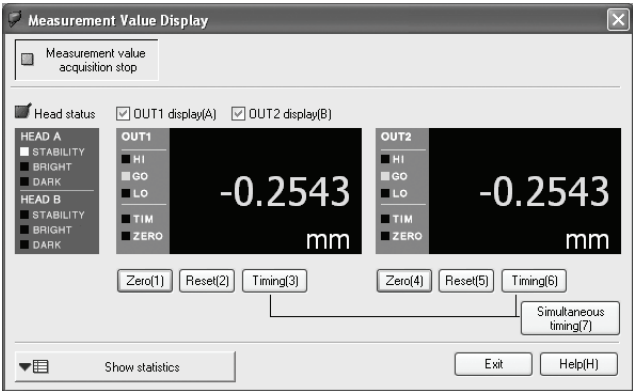 Measurement Value Display
Measurement value
acquisition stop
Head status
OUT1 display(A)
OUT2 display(B)
HEAD A
STABILITY
BRIGHT
DARK
HEAD B
STABILITY
BRIGHT
DARK
OUT1
HI
GO
LO
TIM
ZERO
-0.2543
mm
OUT2
HI
GO
LO
TIM
ZERO
-0.2543
mm
Zero(1)
Reset(2)
Timing(3)
Zero(4)
Reset(5)
Timing(6)
Simultaneous
timing(7)
Show statistics
Exit
Help(H)